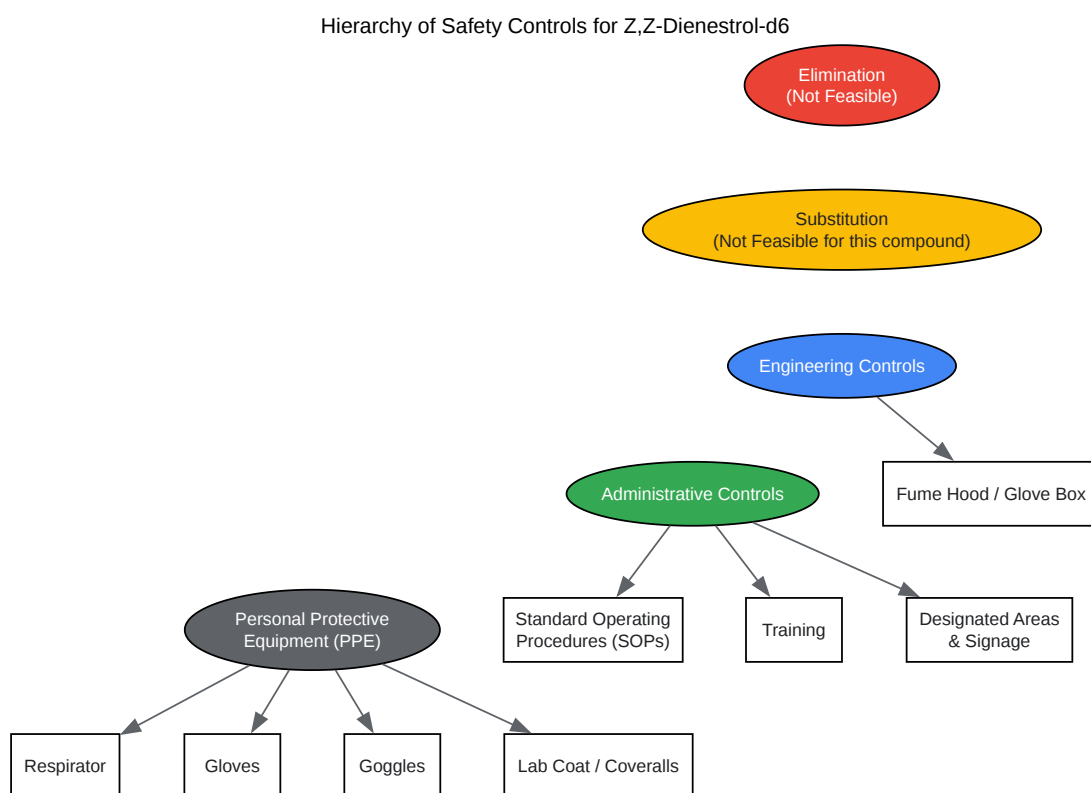 Hierarchy of Safety Controls for Z,Z-Dienestrol-d6
Elimination
(Not Feasible)
Substitution
(Not Feasible for this compound)
Engineering Controls
Administrative Controls
Fume Hood / Glove Box
Personal Protective
Equipment (PPE)
Standard Operating
Procedures (SOPs)
Training
Designated Areas
& Signage
Respirator
Gloves
Goggles
Lab Coat / Coveralls